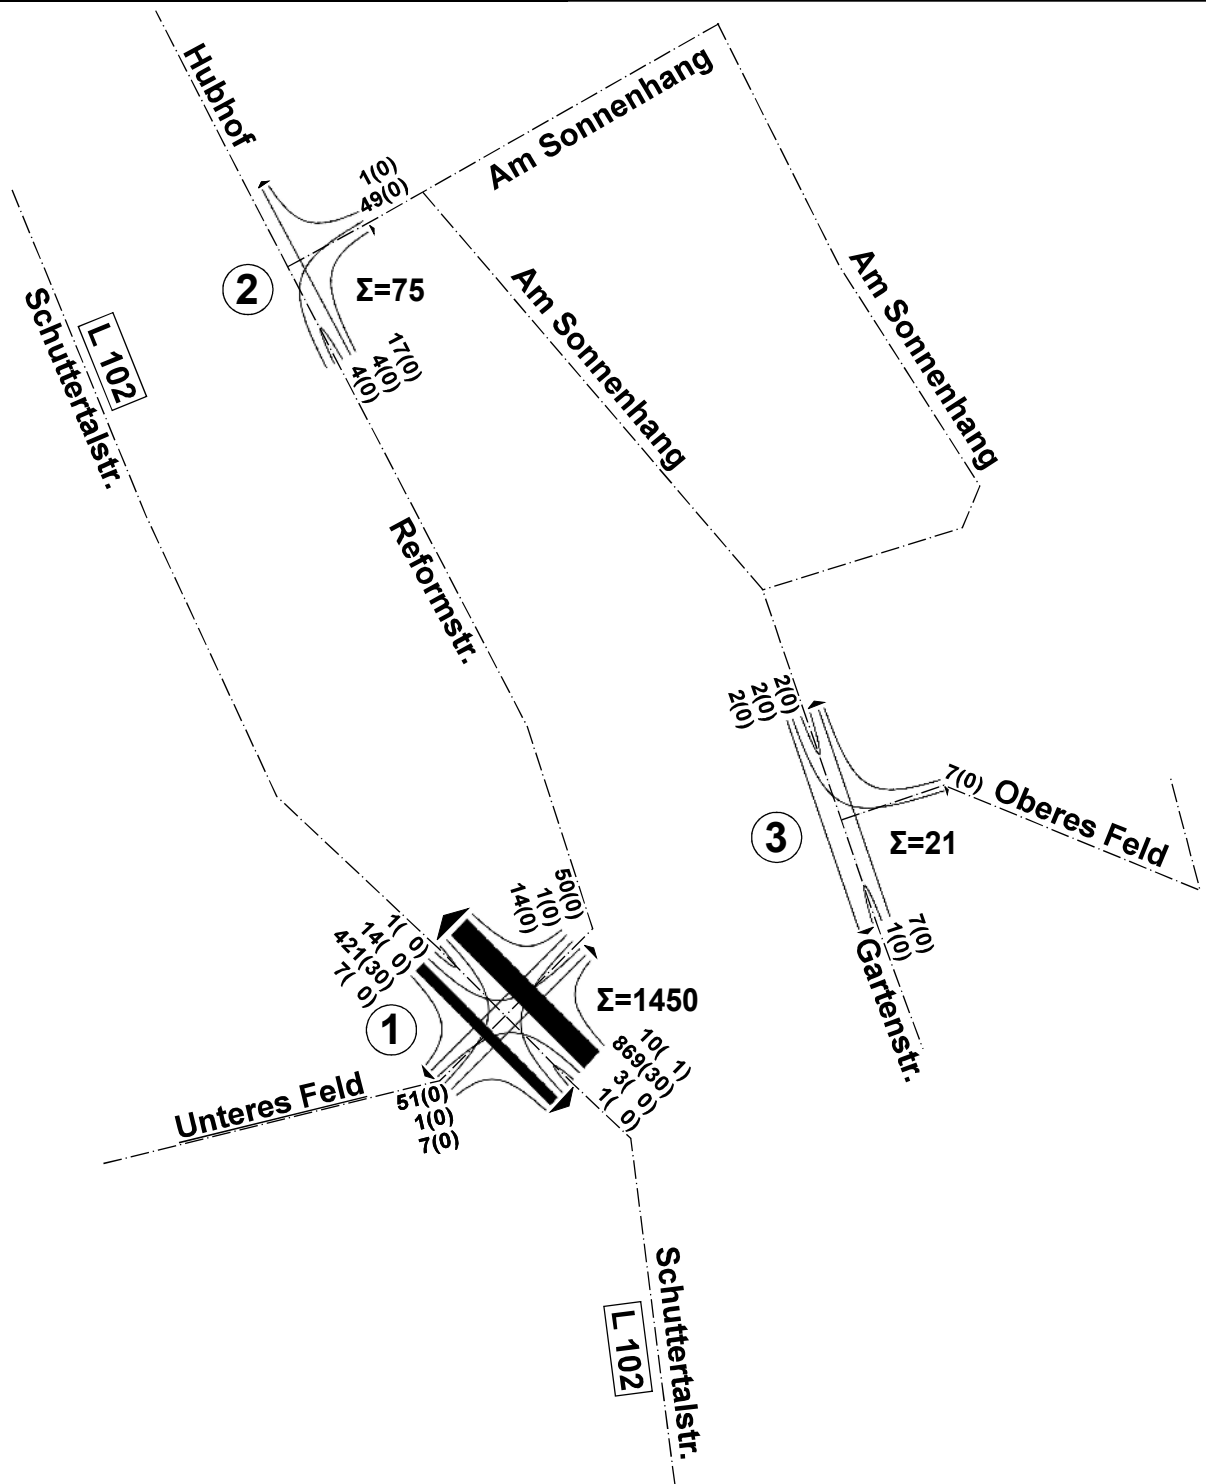 Hubhof
Am Sonnenhang
1(0)
49(0)
2
Σ=75
17(0)
4(0)
4(0)
Schuttertalstr.
L 102
Am Sonnenhang
Am Sonnenhang
Reformstr.
2(0)
2(0)
2(0)
7(0)
Oberes Feld
3
Σ=21
7(0)
1(0)
Gartenstr.
50(0)
1(0)
14(0)
1( 0)
14( 0)
421(30)
7( 0)
1
Σ=1450
10( 1)
869(30)
3( 0)
1( 0)
Unteres Feld
51(0)
1(0)
7(0)
Schuttertalstr.
L 102